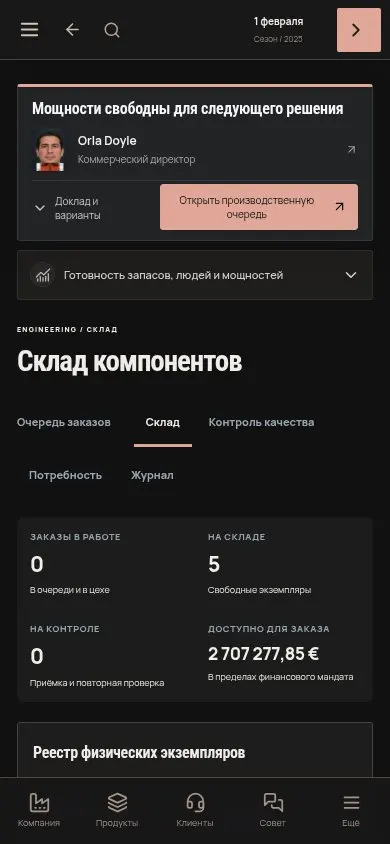 1 февраля
Сезон / 2025
Мощности свободны для следующего решения
Orla Doyle
Коммерческий директор
Доклад и
варианты
Открыть производственную
очередь
Готовность запасов, людей и мощностей
ENGINEERING / СКЛАД
Склад компонентов
Очередь заказов
Склад
Контроль качества
Потребность
Журнал
ЗАКАЗЫ В РАБОТЕ
0
В очереди и в цехе
НА СКЛАДЕ
5
Свободные экземпляры
НА КОНТРОЛЕ
0
Приёмка и повторная проверка
ДОСТУПНО ДЛЯ ЗАКАЗА
2 707 277,85 €
В пределах финансового мандата
Реестр физических экземпляров
Компания
Продукты
Клиенты
Совет
Ещё